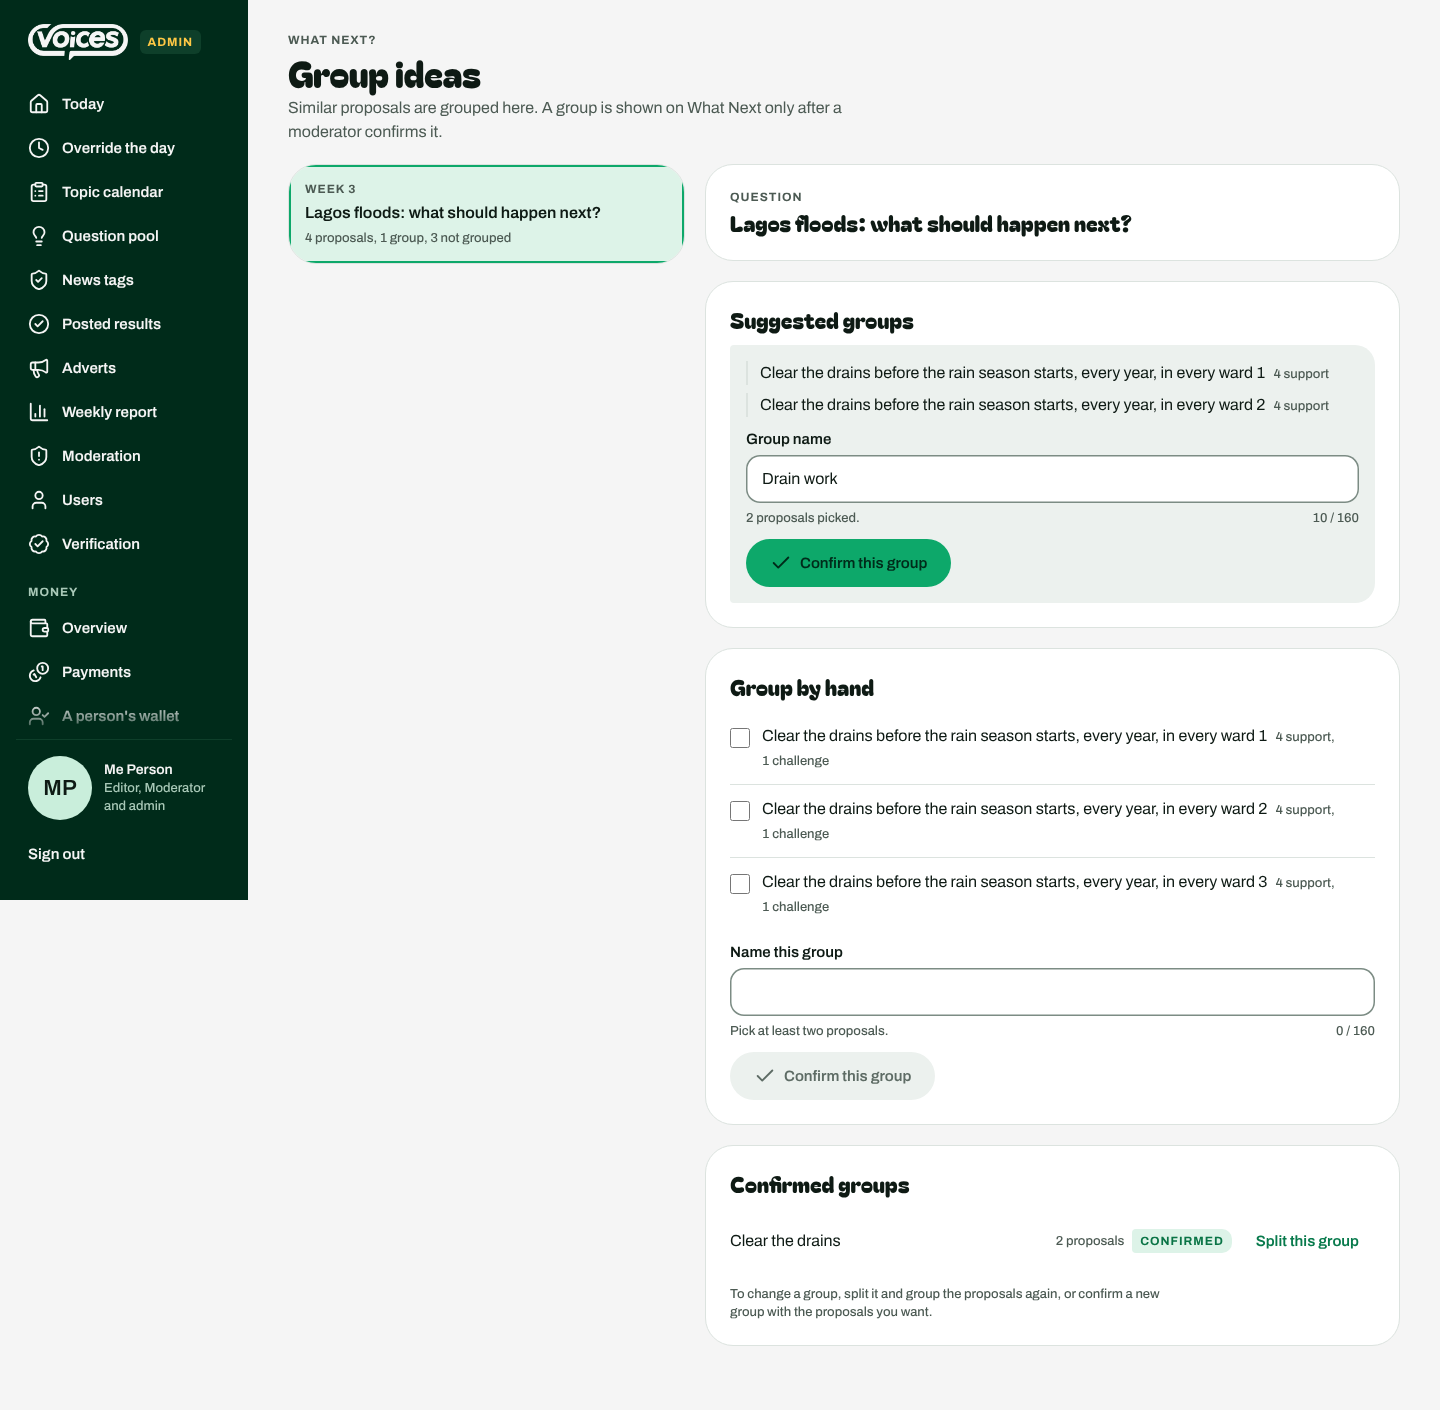 Voices
ADMIN
Today
Override the day
Topic calendar
Question pool
News tags
Posted results
Adverts
Weekly report
Moderation
Users
Verification
MONEY
Overview
Payments
A person's wallet
MP
Me Person
Editor, Moderator
and admin
Sign out
WHAT NEXT?
Group ideas
Similar proposals are grouped here. A group is shown on What Next only after a
moderator confirms it.
WEEK 3
Lagos floods: what should happen next?
4 proposals, 1 group, 3 not grouped
QUESTION
Lagos floods: what should happen next?
Suggested groups
Clear the drains before the rain season starts, every year, in every ward 1 4 support
Clear the drains before the rain season starts, every year, in every ward 2 4 support
Group name
Drain work
2 proposals picked. 10 / 160
Confirm this group
Group by hand
Clear the drains before the rain season starts, every year, in every ward 1 4 support,
1 challenge
Clear the drains before the rain season starts, every year, in every ward 2 4 support,
1 challenge
Clear the drains before the rain season starts, every year, in every ward 3 4 support,
1 challenge
Name this group
Pick at least two proposals. 0 / 160
Confirm this group
Confirmed groups
Clear the drains 2 proposals CONFIRMED Split this group
To change a group, split it and group the proposals again, or confirm a new
group with the proposals you want.